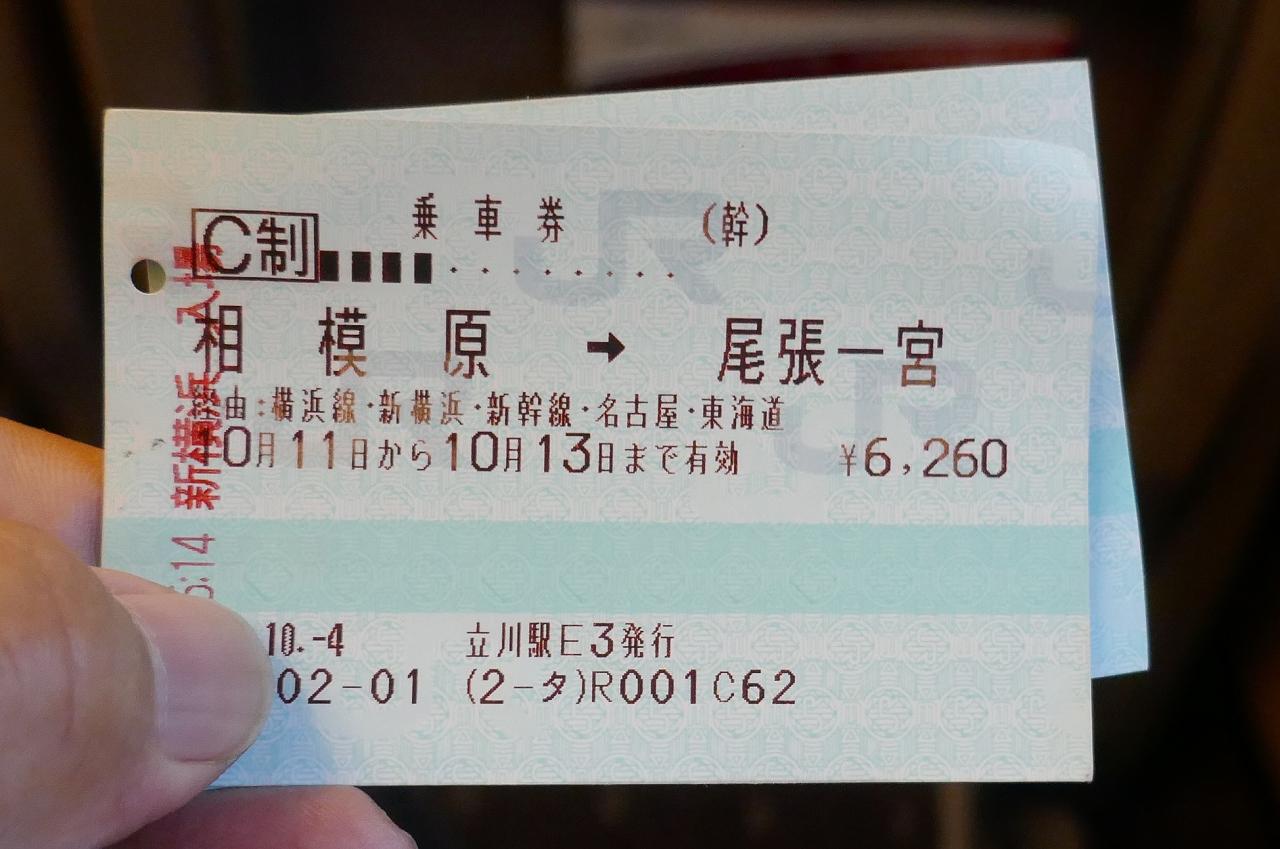 乗車券 (幹)
C制
相模原 → 尾張一宮
由:横浜線・新横浜・新幹線・名古屋・東海道
0月11日から10月13日まで有効 ¥6,260
10.-4 立川駅E3発行
02-01 (2-タ)R001C62
:14 新横浜 入場
JR